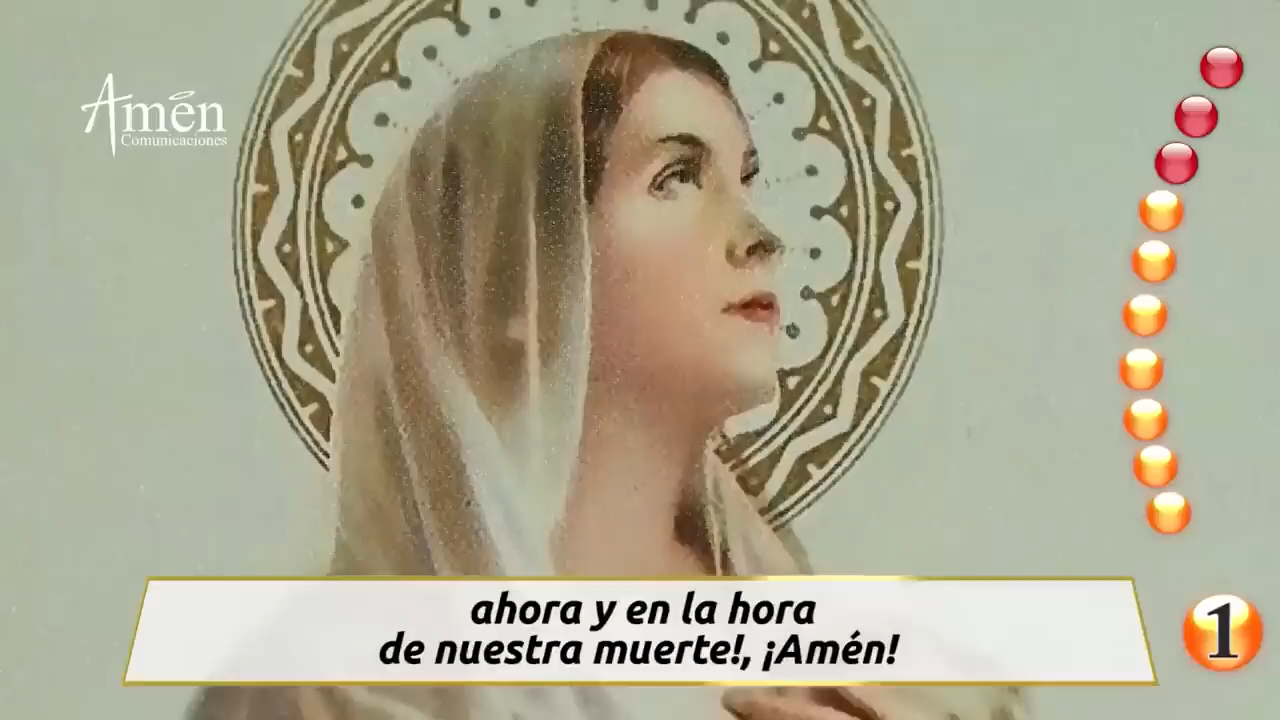 Amén
Comunicaciones
ahora y en la hora
de nuestra muerte!, ¡Amén!
1